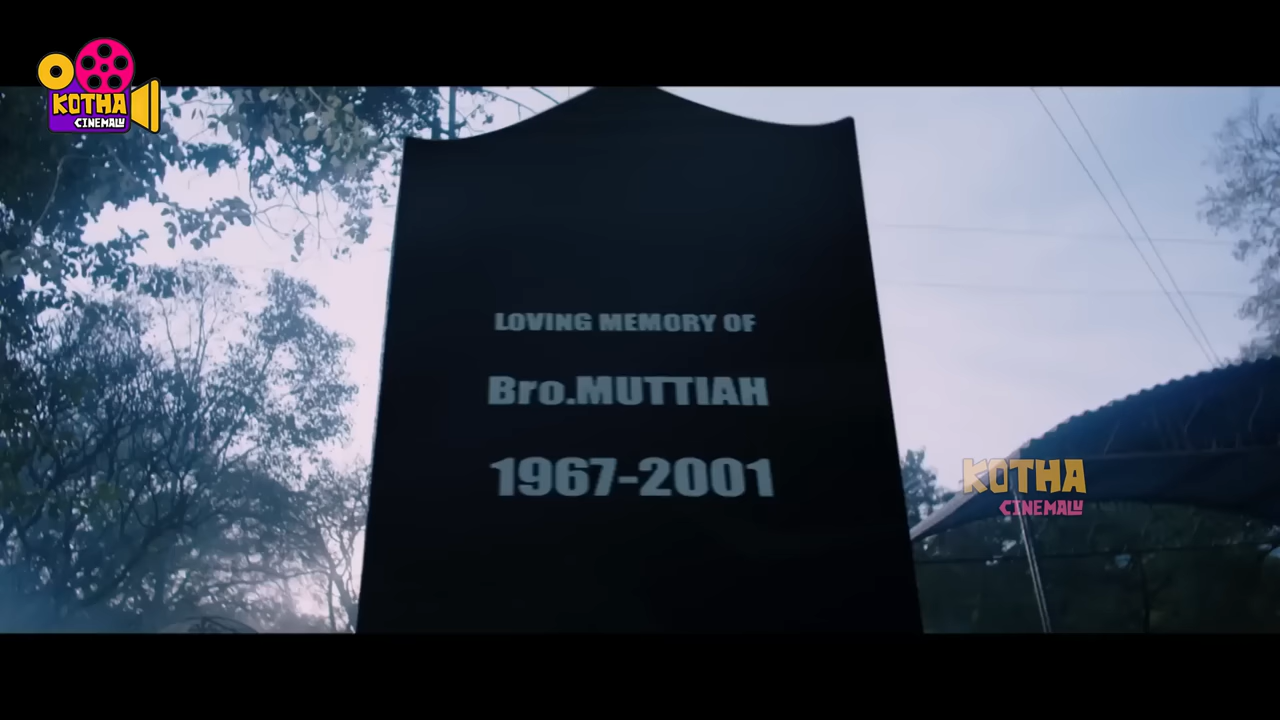 KOTHA
CINEMALU
LOVING MEMORY OF
Bro.MUTTIAH
1967-2001
KOTHA
CINEMALU